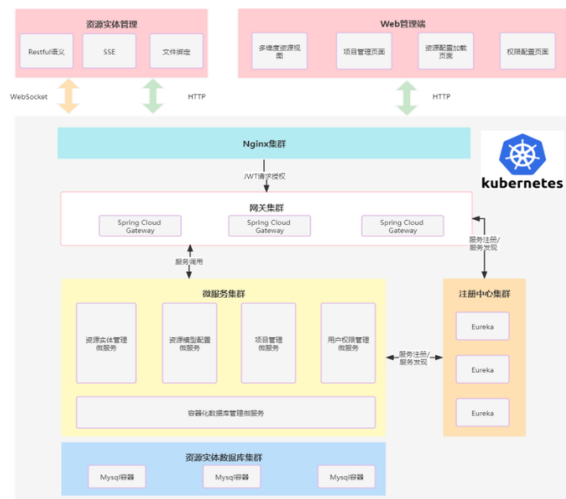 资源实体管理
Web管理端
Restful语义
SSE
文件绑定
多维度资源视
图
项目管理页面
资源配置加载
页面
权限配置页面
WebSocket
HTTP
HTTP
Nginx集群
kubernetes
JWT请求授权
网关集群
Spring Cloud
Gateway
Spring Cloud
Gateway
Spring Cloud
Gateway
服务调用
服务注册/
服务发现
微服务集群
注册中心集群
资源实体管理
微服务
资源模型配置
微服务
项目管理
微服务
用户权限管理
微服务
Eureka
服务注册/
服务发现
Eureka
容器化数据库管理微服务
Eureka
资源实体数据库集群
Mysql容器
Mysql容器
Mysql容器